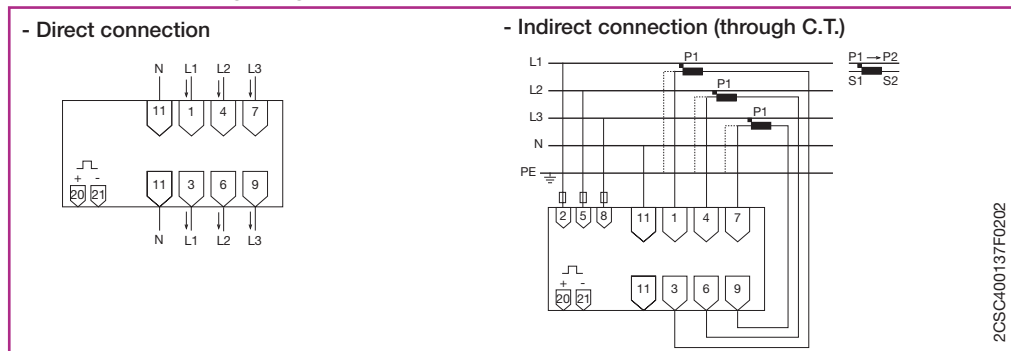 - Direct connection
N L1 L2 L3
11 1 4 7
+ -
20 21
11 3 6 9
N L1 L2 L3
- Indirect connection (through C.T.)
L1
L2
L3
N
PE
P1
P1
P1
P1 → P2
S1 S2
2 5 8 11 1 4 7
+ -
20 21
11 3 6 9
2CSC400137F0202